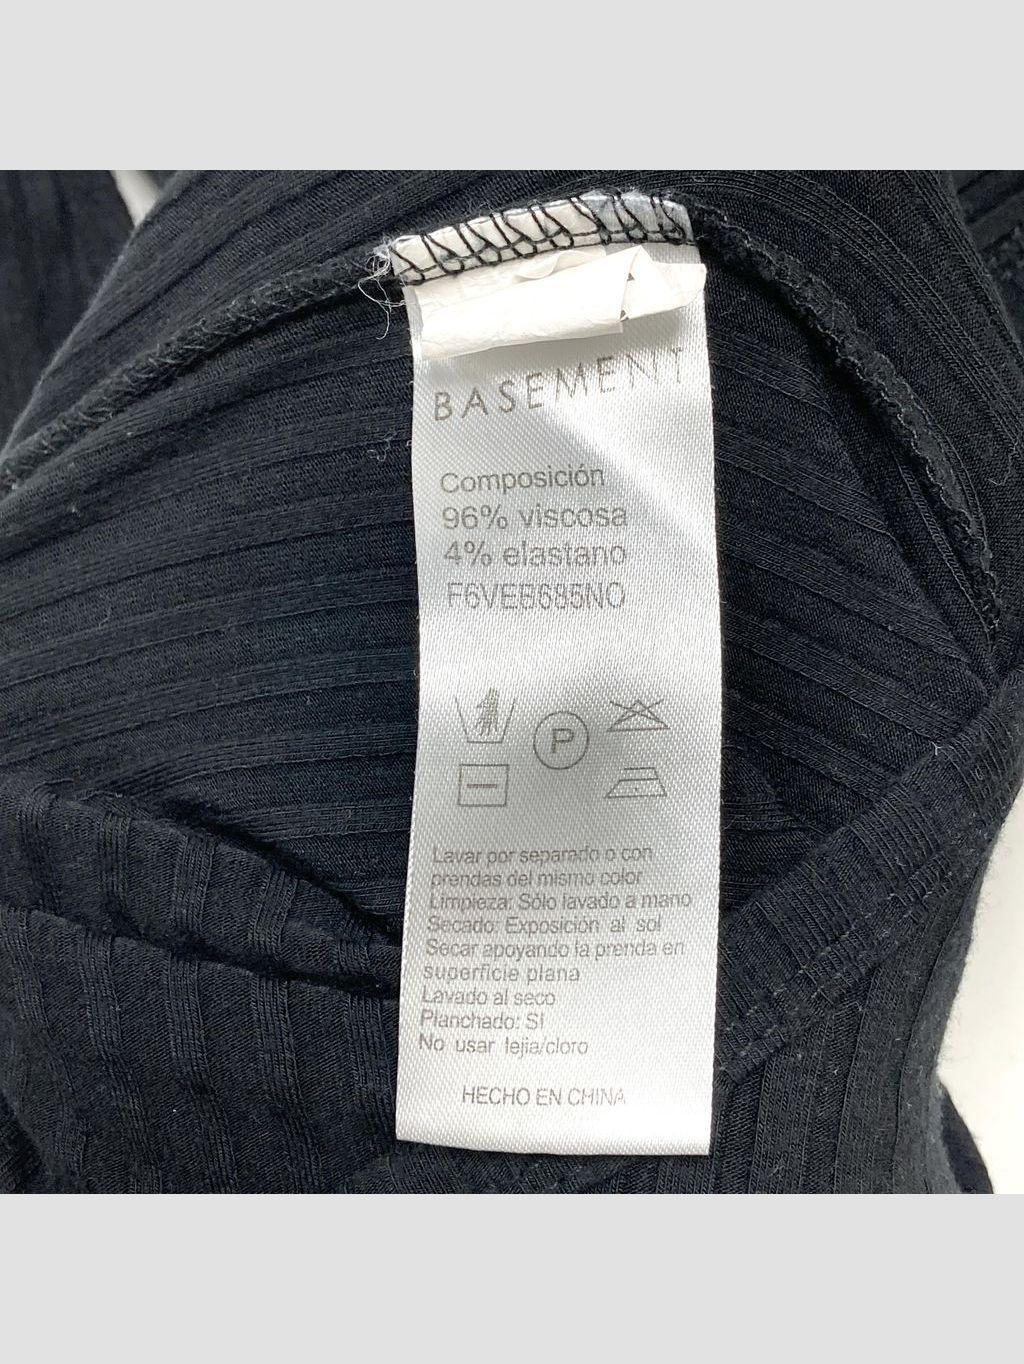 BASEMENT
Composición
96% viscosa
4% elastano
F6VEB685NO
P
Lavar por separado o con
prendas del mismo color
Limpieza: Sólo lavado a mano
Secado: Exposición al sol
Secar apoyando la prenda en
superficie plana
Lavado al seco
Planchado: SI
No usar lejia/cloro
HECHO EN CHINA